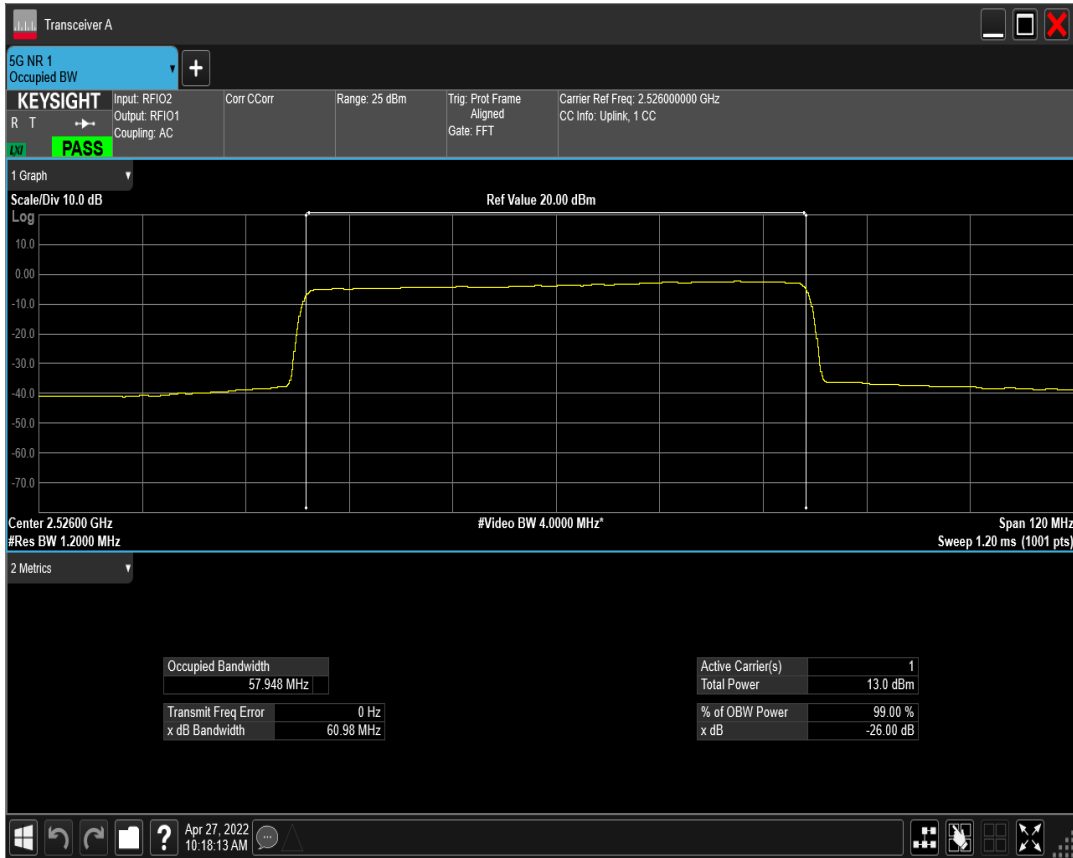 Transceiver A
5G NR 1
Occupied BW
KEYSIGHT
R T
LXI
PASS
Input: RFIO2
Output: RFIO1
Coupling: AC
Corr CCorr
Range: 25 dBm
Trig: Prot Frame
Aligned
Gate: FFT
Carrier Ref Freq: 2.526000000 GHz
CC Info: Uplink, 1 CC
1 Graph
Scale/Div 10.0 dB
Ref Value 20.00 dBm
Log
10.0
0.00
-10.0
-20.0
-30.0
-40.0
-50.0
-60.0
-70.0
Center 2.52600 GHz
#Video BW 4.0000 MHz*
Span 120 MHz
#Res BW 1.2000 MHz
Sweep 1.20 ms (1001 pts)
2 Metrics
Occupied Bandwidth
57.948 MHz
Transmit Freq Error 0 Hz
x dB Bandwidth 60.98 MHz
Active Carrier(s) 1
Total Power 13.0 dBm
% of OBW Power 99.00 %
x dB -26.00 dB
?
Apr 27, 2022
10:18:13 AM